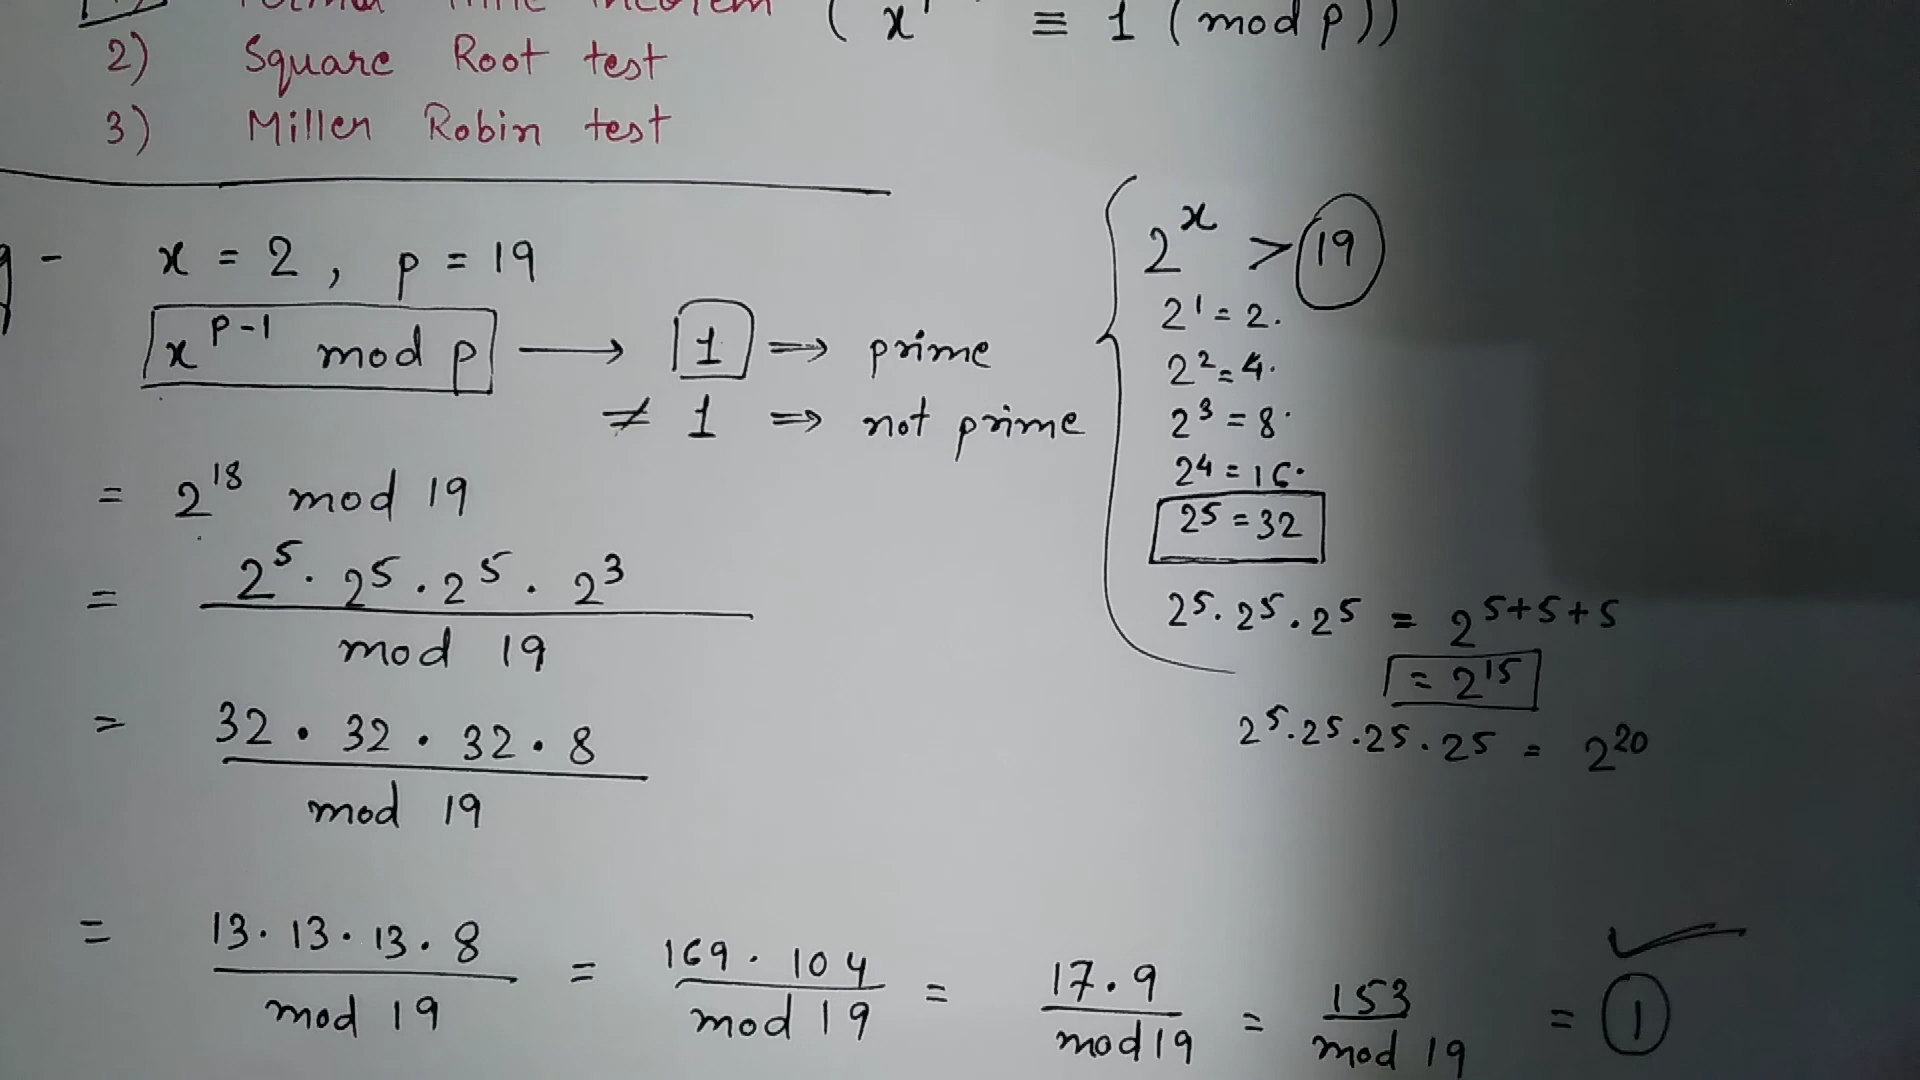 ( x ≡ 1 ( mod p ) )
2) Square Root test
3) Miller Robin test
x = 2 , p = 19
x^{p-1} mod p ⟶ 1 ⇒ prime
≠ 1 ⇒ not prime
= 2^{18} mod 19
= 2^5 . 2^5 . 2^5 . 2^3
mod 19
= 32 . 32 . 32 . 8
mod 19
= 13 . 13 . 13 . 8 = 169 . 104 = 17 . 9 = 153 = 1
mod 19 mod 19 mod 19 mod 19
2^x > 19
2^1 = 2.
2^2 = 4.
2^3 = 8.
2^4 = 16.
2^5 = 32
2^5 . 2^5 . 2^5 = 2^{5+5+5}
= 2^{15}
2^5 . 2^5 . 2^5 . 2^5 = 2^{20}